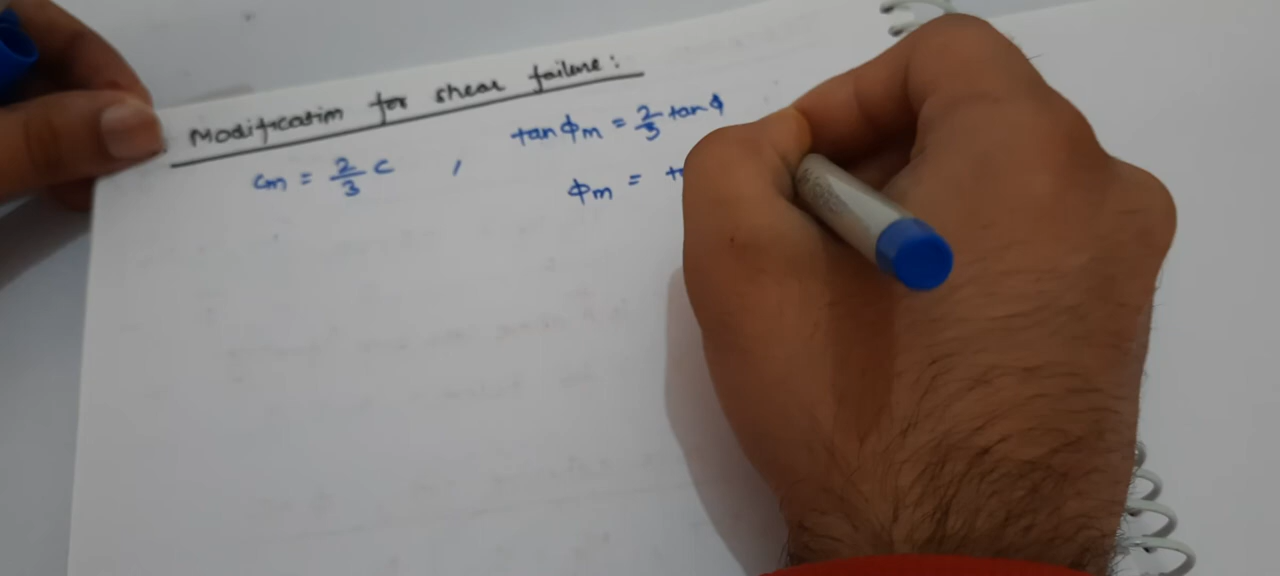 Modification for shear failure:
cm = 2/3 c , tan ϕm = 2/3 tan ϕ
ϕm = t